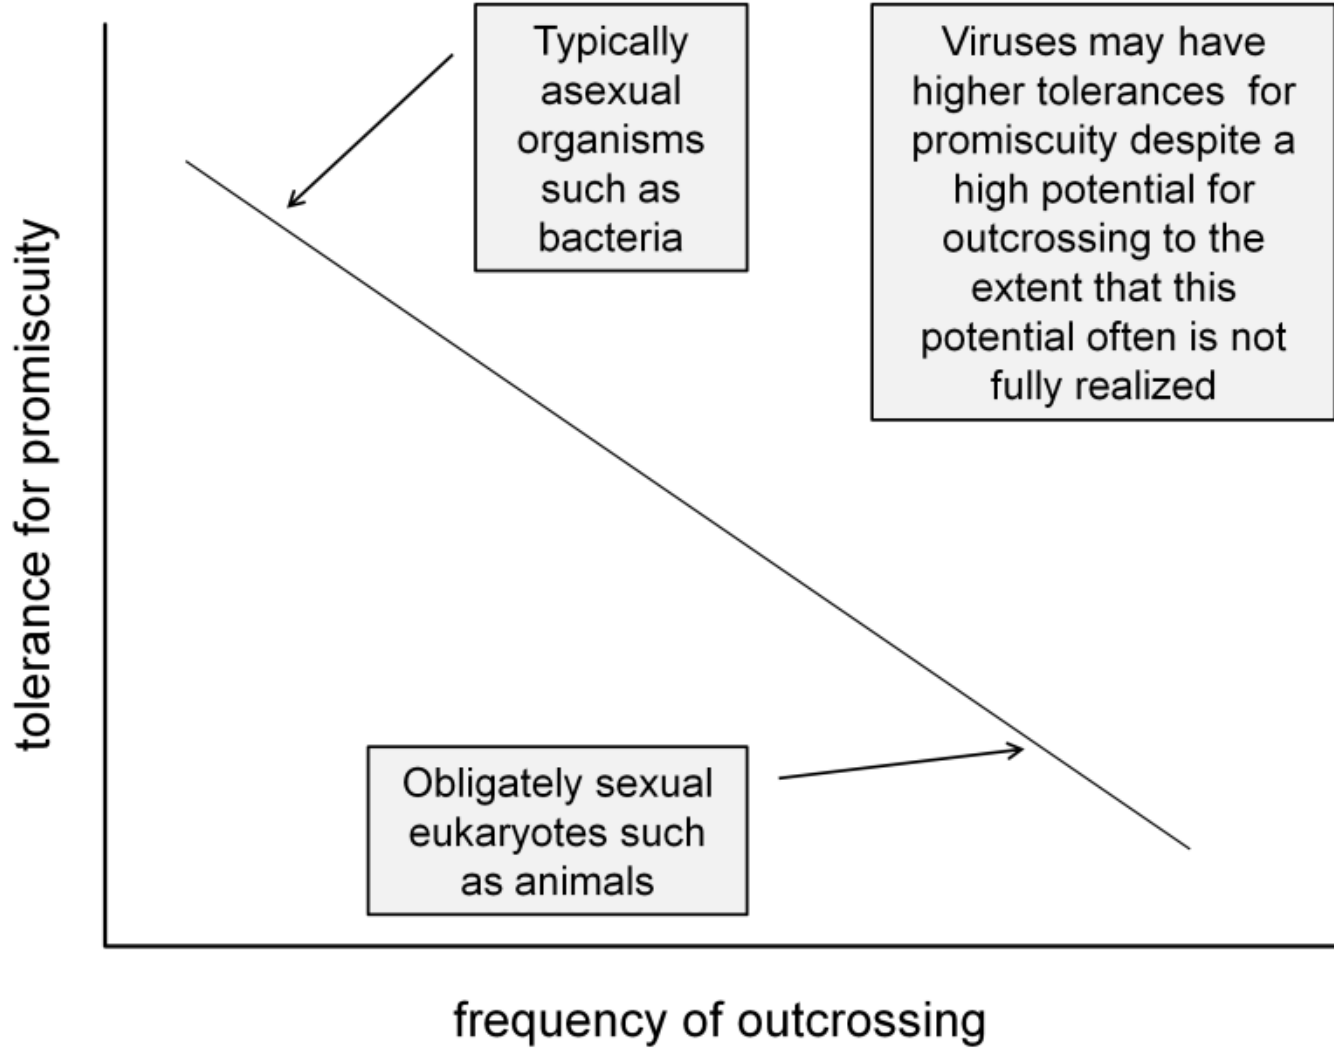 Typically
asexual
organisms
such as
bacteria
Viruses may have
higher tolerances  for
promiscuity despite a
high potential for
outcrossing to the
extent that this
potential often is not
fully realized
tolerance for promiscuity
Obligately sexual
eukaryotes such
as animals
frequency of outcrossing